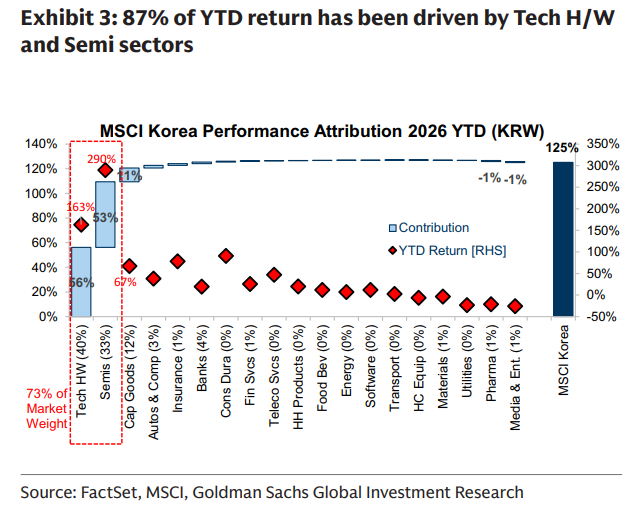 Exhibit 3: 87% of YTD return has been driven by Tech H/W
and Semi sectors
MSCI Korea Performance Attribution 2026 YTD (KRW)
140%
120%
100%
80%
60%
40%
20%
0%
350%
300%
250%
200%
150%
100%
50%
0%
-50%
290%
163%
67%
56%
53%
11%
-1%
-1%
125%
Contribution
YTD Return [RHS]
73% of
Market
Weight
Tech HW (40%)
Semis (33%)
Cap Goods (12%)
Autos & Comp (3%)
Insurance (1%)
Banks (4%)
Cons Dura (0%)
Fin Svcs (1%)
Teleco Svcs (0%)
HH Products (0%)
Food Bev (0%)
Energy (0%)
Software (0%)
Transport (0%)
HC Equip (0%)
Materials (1%)
Utilities (0%)
Pharma (1%)
Media & Ent. (1%)
MSCI Korea
Source: FactSet, MSCI, Goldman Sachs Global Investment Research